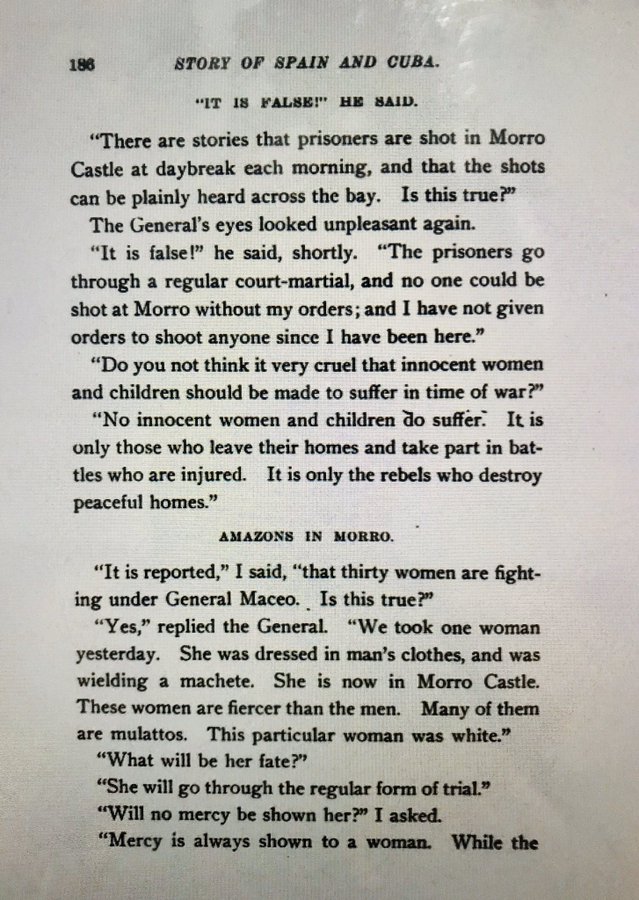 186 STORY OF SPAIN AND CUBA.
"IT IS FALSE!" HE SAID.
"There are stories that prisoners are shot in Morro
Castle at daybreak each morning, and that the shots
can be plainly heard across the bay. Is this true?"
The General's eyes looked unpleasant again.
"It is false!" he said, shortly. "The prisoners go
through a regular court-martial, and no one could be
shot at Morro without my orders; and I have not given
orders to shoot anyone since I have been here."
"Do you not think it very cruel that innocent women
and children should be made to suffer in time of war?"
"No innocent women and children do suffer. It is
only those who leave their homes and take part in bat-
tles who are injured. It is only the rebels who destroy
peaceful homes."
AMAZONS IN MORRO.
"It is reported," I said, "that thirty women are fight-
ing under General Maceo. Is this true?"
"Yes," replied the General. "We took one woman
yesterday. She was dressed in man's clothes, and was
wielding a machete. She is now in Morro Castle.
These women are fiercer than the men. Many of them
are mulattos. This particular woman was white."
"What will be her fate?"
"She will go through the regular form of trial."
"Will no mercy be shown her?" I asked.
"Mercy is always shown to a woman. While the